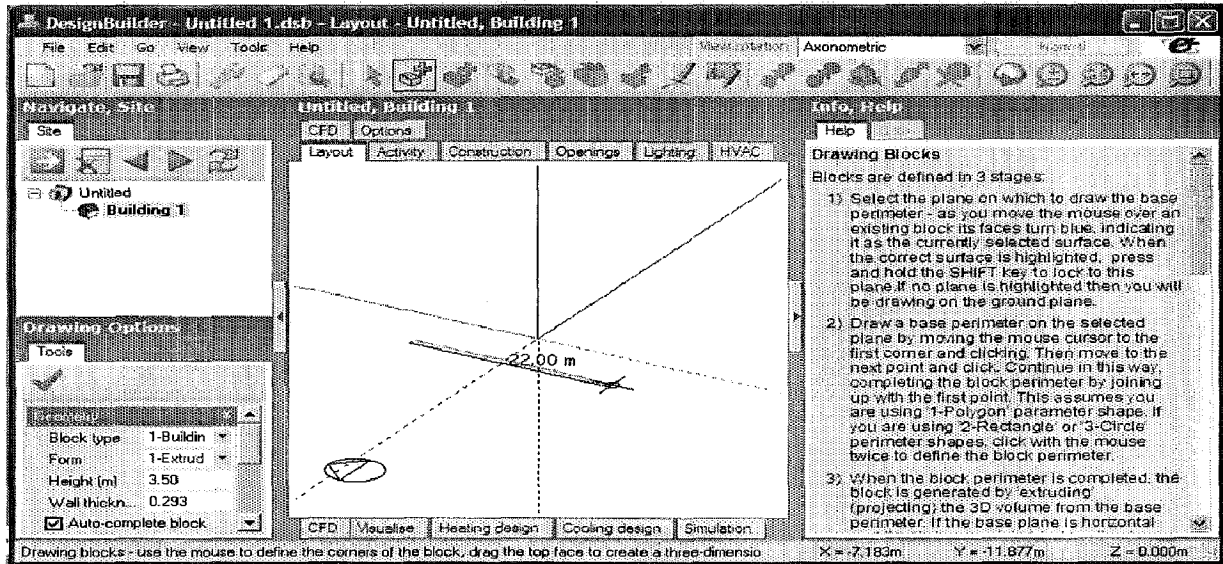 DesignBuilder - Untitled 1.dsb - Layout - Untitled, Building 1
File Edit Go View Tools Help
View rotation Axonometric Normal
Navigate, Site
Site
Untitled
Building 1
Drawing Options
Tools
Block type 1-Buildin
Form 1-Extrud
Height (m) 3.50
Wall thickn... 0.293
Auto-complete block
Untitled, Building 1
CFD Options
Layout Activity Construction Openings Lighting HVAC
22.00 m
CFD Visualise Heating design Cooling design Simulation
Info, Help
Help
Drawing Blocks
Blocks are defined in 3 stages:
1) Select the plane on which to draw the base
perimeter - as you move the mouse over an
existing block its faces turn blue, indicating
it as the currently selected surface. When
the correct surface is highlighted, press
and hold the SHIFT key to lock to this
plane.If no plane is highlighted then you will
be drawing on the ground plane.
2) Draw a base perimeter on the selected
plane by moving the mouse cursor to the
first corner and clicking. Then move to the
next point and click. Continue in this way,
completing the block perimeter by joining
up with the first point. This assumes you
are using '1-Polygon' parameter shape. If
you are using '2-Rectangle' or '3-Circle'
perimeter shapes, click with the mouse
twice to define the block perimeter.
3) When the block perimeter is completed, the
block is generated by 'extruding'
(projecting) the 3D volume from the base
perimeter. If the base plane is horizontal
Drawing blocks - use the mouse to define the corners of the block, drag the top face to create a three-dimensio
X = -7.183m Y = -11.877m Z = 0.000m